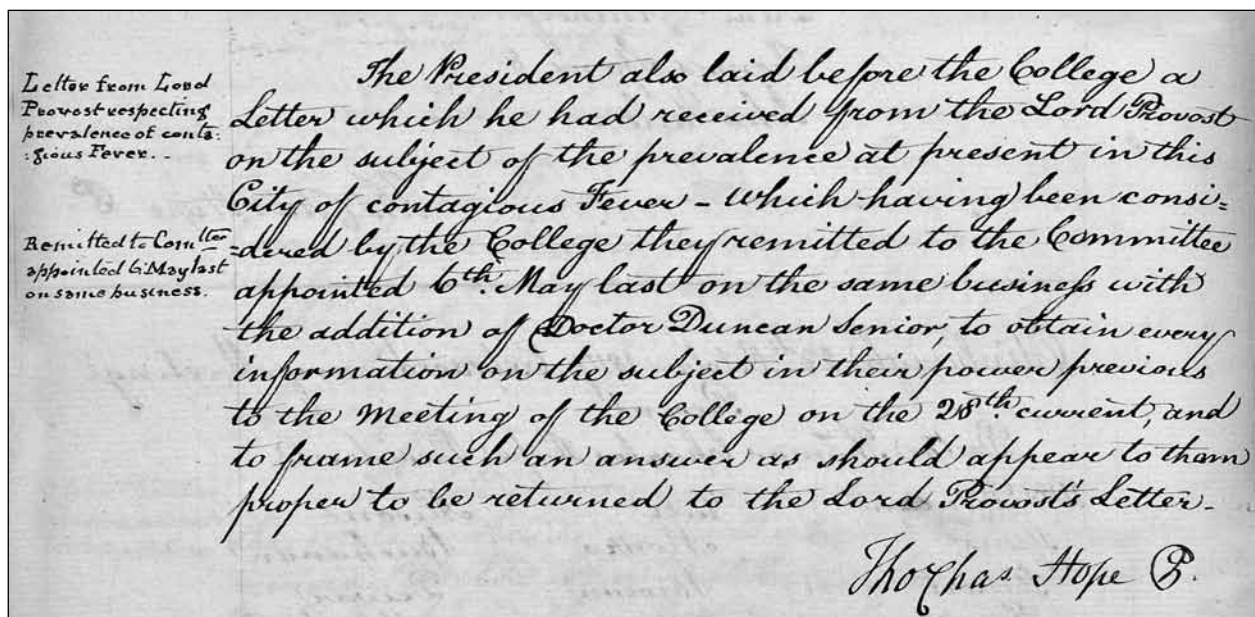 Letter from Lord
Provost respecting
prevalence of conta:
:gious Fever. .
Remitted to Com^(tee)
appointed 6 May last
on same business.
The President also laid before the College a
Letter which he had received from the Lord Provost
on the subject of the prevalence at present in this
City of contagious Fever – which having been consi=
=dered by the College they remitted to the Committee
appointed 6th. May last on the same business with
the addition of Doctor Duncan Senior, to obtain every
information on the subject in their power previous
to the Meeting of the College on the 28th current, and
to frame such an answer as should appear to them
proper to be returned to the Lord Provost's Letter.
Tho Chas Hope P.